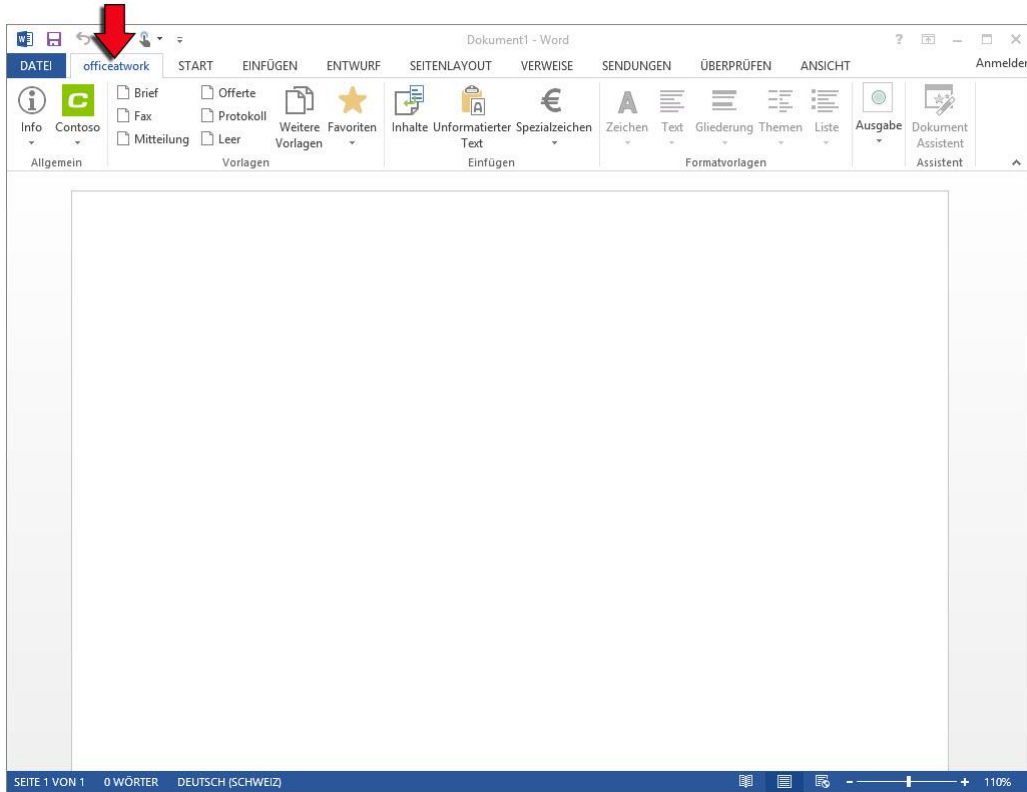 Dokument1 - Word
?
DATEI officeatwork START EINFÜGEN ENTWURF SEITENLAYOUT VERWEISE SENDUNGEN ÜBERPRÜFEN ANSICHT Anmelden
Info
Contoso
Brief
Fax
Mitteilung
Offerte
Protokoll
Leer
Weitere
Vorlagen
Favoriten
Inhalte
Unformatierter
Text
Spezialzeichen
Zeichen
Text
Gliederung
Themen
Liste
Ausgabe
Dokument
Assistent
Allgemein Vorlagen Einfügen Formatvorlagen Assistent
SEITE 1 VON 1 0 WÖRTER DEUTSCH (SCHWEIZ) 110%